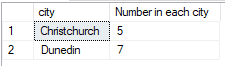 city Number in each city
1 Christchurch 5
2 Dunedin 7